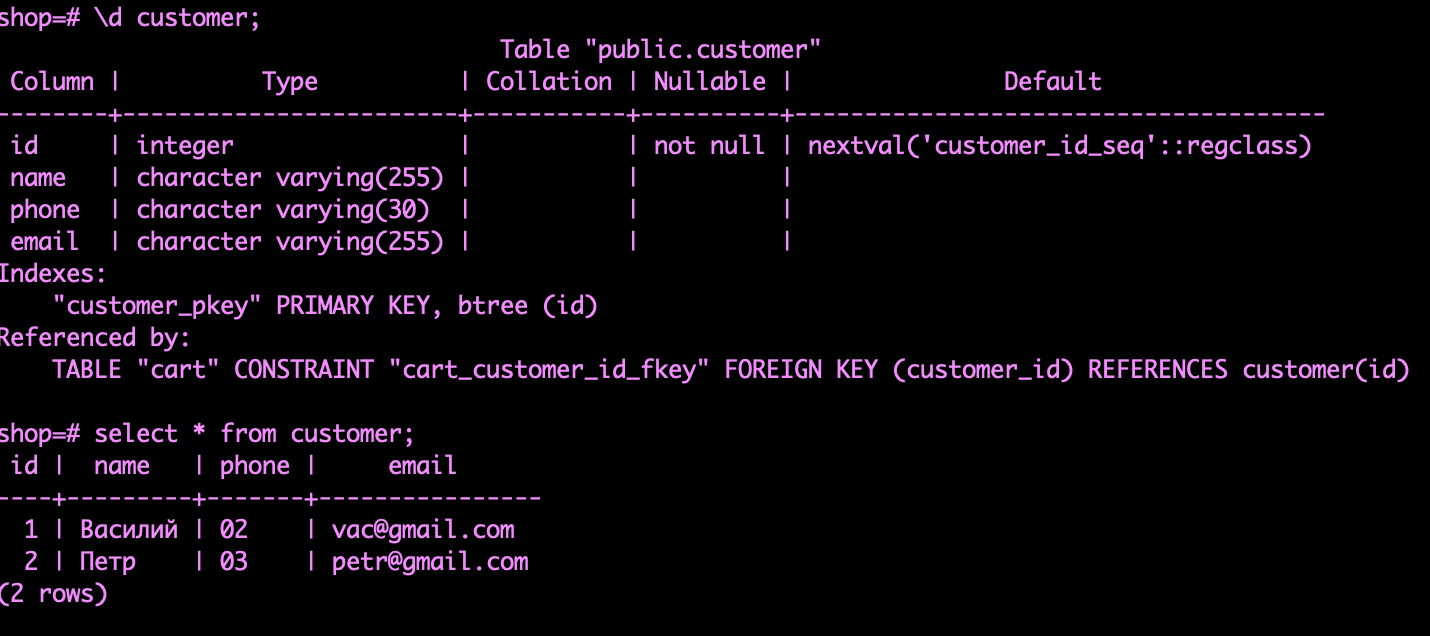 shop=# \d customer;
                                   Table "public.customer"
 Column |          Type          | Collation | Nullable |               Default
--------+------------------------+-----------+----------+--------------------------------------
 id     | integer                |           | not null | nextval('customer_id_seq'::regclass)
 name   | character varying(255) |           |          |
 phone  | character varying(30)  |           |          |
 email  | character varying(255) |           |          |
Indexes:
    "customer_pkey" PRIMARY KEY, btree (id)
Referenced by:
    TABLE "cart" CONSTRAINT "cart_customer_id_fkey" FOREIGN KEY (customer_id) REFERENCES customer(id)

shop=# select * from customer;
 id |  name   | phone |     email
----+---------+-------+----------------
  1 | Василий | 02    | vac@gmail.com
  2 | Петр    | 03    | petr@gmail.com
(2 rows)